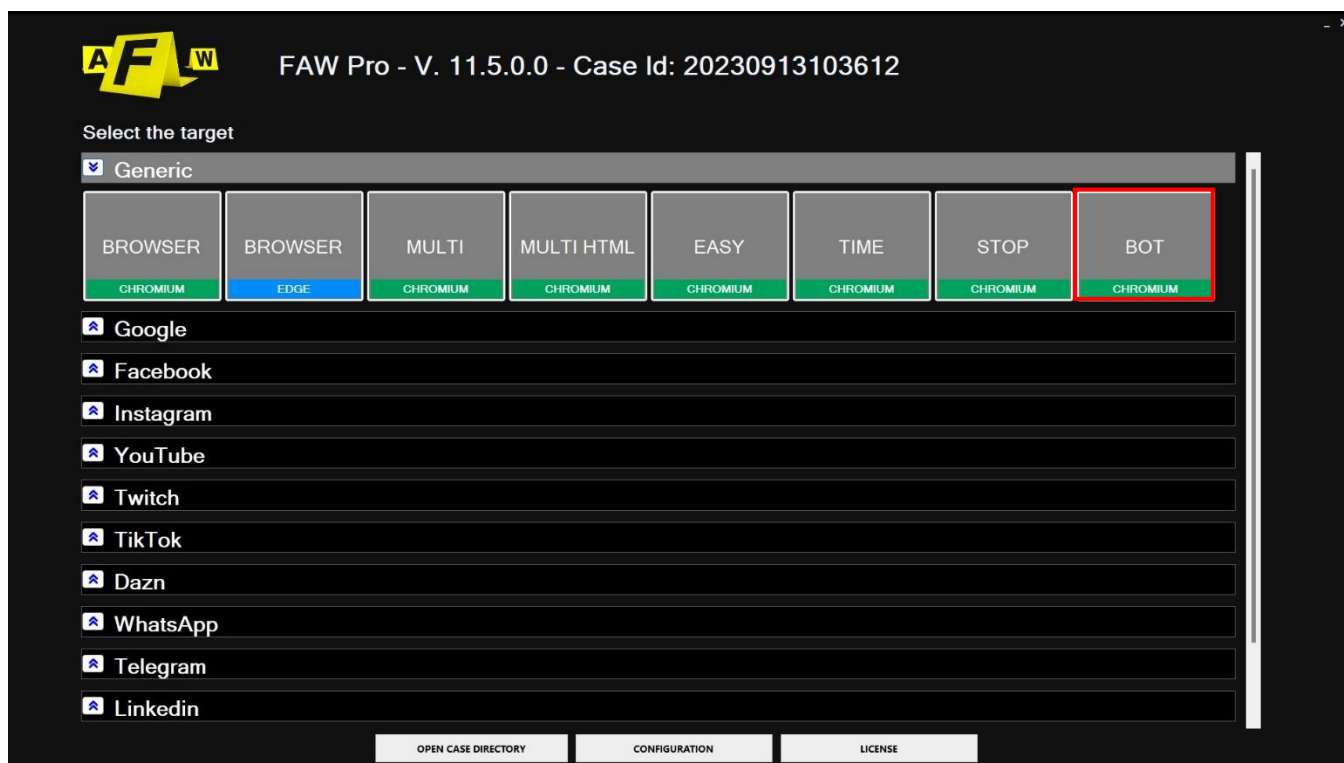 A F W
FAW Pro - V. 11.5.0.0 - Case Id: 20230913103612
Select the target
Generic
BROWSER BROWSER MULTI MULTI HTML EASY TIME STOP BOT
CHROMIUM EDGE CHROMIUM CHROMIUM CHROMIUM CHROMIUM CHROMIUM CHROMIUM
Google
Facebook
Instagram
YouTube
Twitch
TikTok
Dazn
WhatsApp
Telegram
Linkedin
OPEN CASE DIRECTORY CONFIGURATION LICENSE